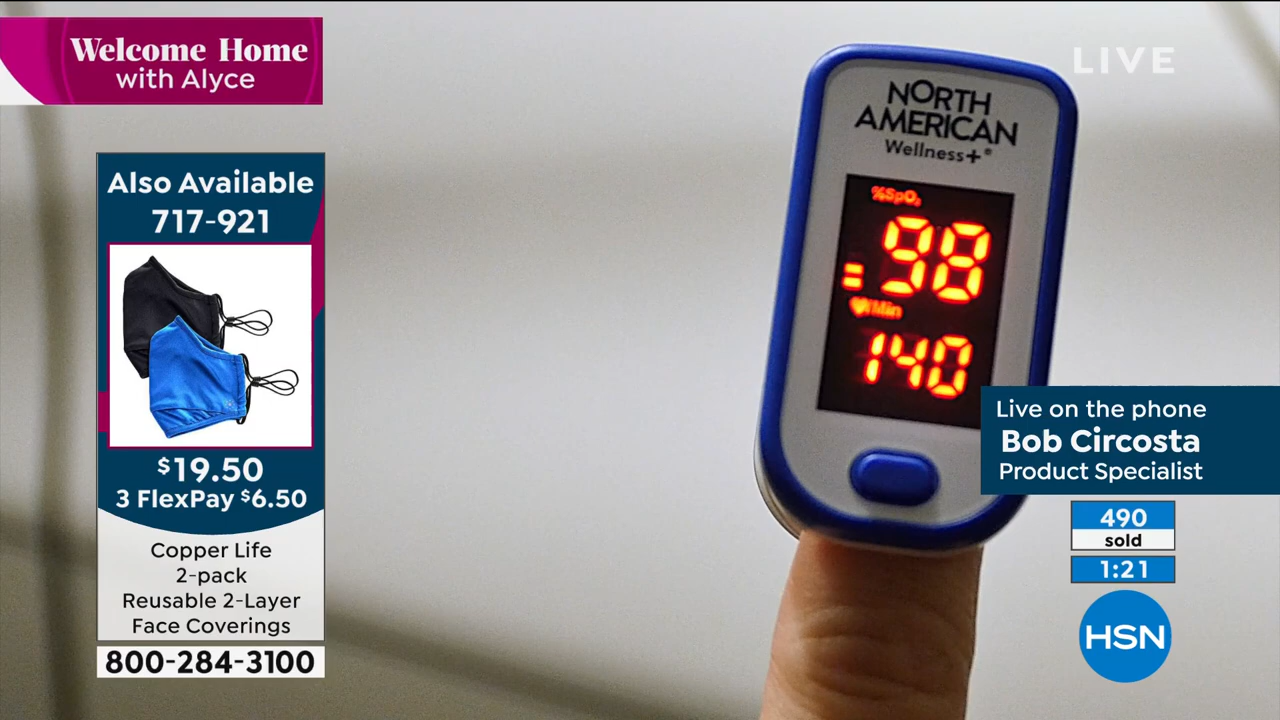 Welcome Home
with Alyce
LIVE
Also Available
717-921
$19.50
3 FlexPay $6.50
Copper Life
2-pack
Reusable 2-Layer
Face Coverings
800-284-3100
NORTH
AMERICAN
Wellness+®
%SpO₂
98
/Min
140
Live on the phone
Bob Circosta
Product Specialist
490
sold
1:21
HSN